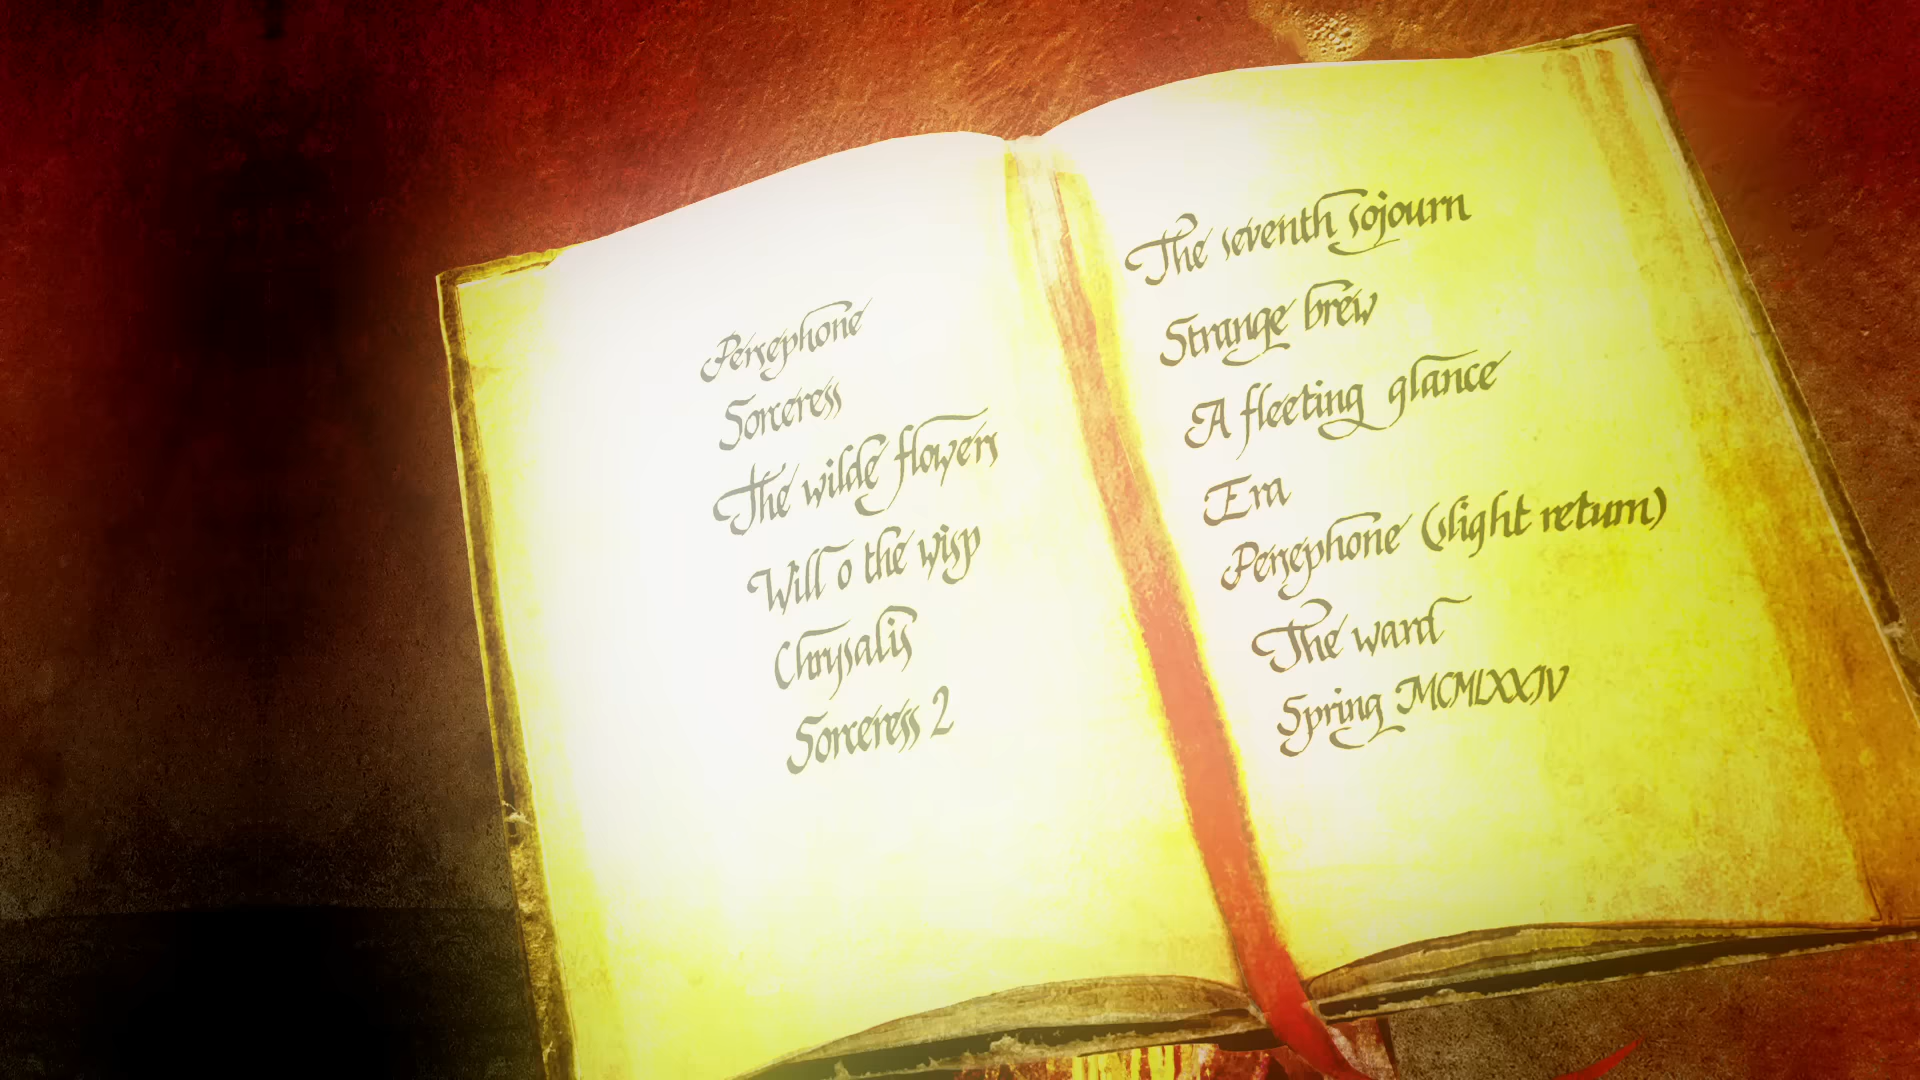 Persephone
Sorceress
The wilde flowers
Will o the wisp
Chrysalis
Sorceress 2
The seventh sojourn
Strange brew
A fleeting glance
Era
Persephone (slight return)
The ward
Spring MCMLXXIV